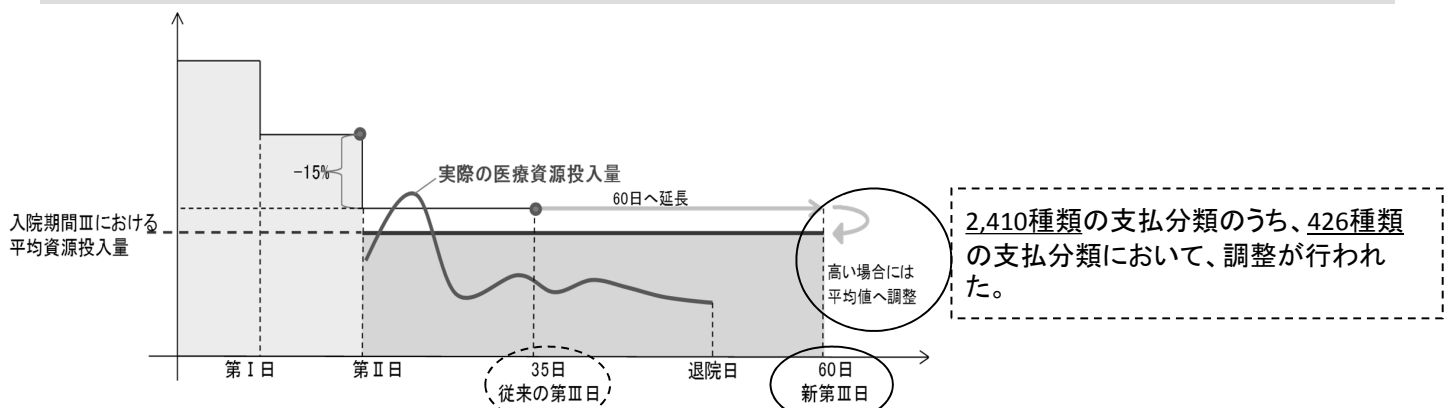 -15%
実際の医療資源投入量
60日へ延長
入院期間Ⅲにおける
平均資源投入量
高い場合には
平均値へ調整
2,410種類の支払分類のうち、426種類
の支払分類において、調整が行われ
た。
第Ⅰ日
第Ⅱ日
35日
従来の第Ⅲ日
退院日
60日
新第Ⅲ日